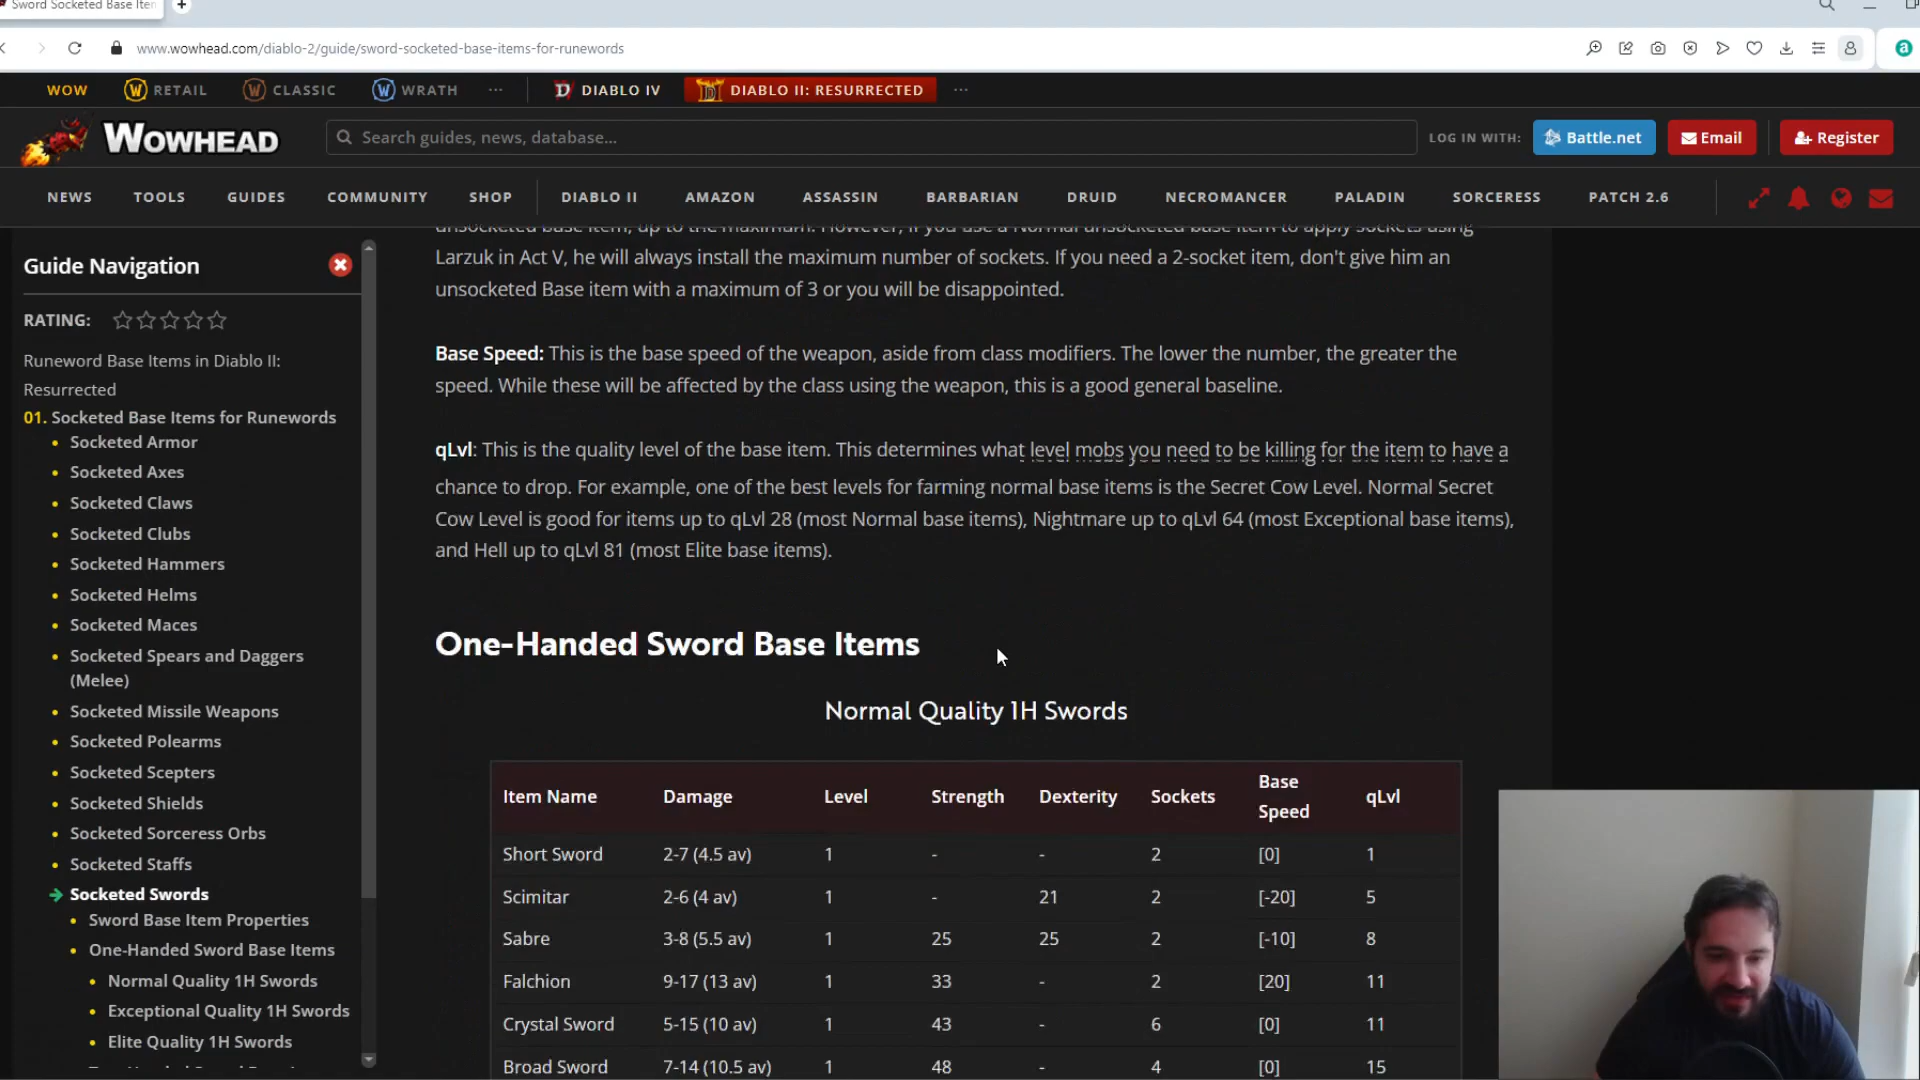 Sword Socketed Base Iter
+
www.wowhead.com/diablo-2/guide/sword-socketed-base-items-for-runewords
WOW RETAIL CLASSIC WRATH ... DIABLO IV DIABLO II: RESURRECTED ...
WOWHEAD
Search guides, news, database...
LOG IN WITH: Battle.net Email Register
NEWS TOOLS GUIDES COMMUNITY SHOP DIABLO II AMAZON ASSASSIN BARBARIAN DRUID NECROMANCER PALADIN SORCERESS PATCH 2.6
Guide Navigation
RATING:
Runeword Base Items in Diablo II:
Resurrected
01. Socketed Base Items for Runewords
Socketed Armor
Socketed Axes
Socketed Claws
Socketed Clubs
Socketed Hammers
Socketed Helms
Socketed Maces
Socketed Spears and Daggers
(Melee)
Socketed Missile Weapons
Socketed Polearms
Socketed Scepters
Socketed Shields
Socketed Sorceress Orbs
Socketed Staffs
Socketed Swords
Sword Base Item Properties
One-Handed Sword Base Items
Normal Quality 1H Swords
Exceptional Quality 1H Swords
Elite Quality 1H Swords
unsocketed base item, up to the maximum. However, if you use a Normal unsocketed base item to apply sockets using
Larzuk in Act V, he will always install the maximum number of sockets. If you need a 2-socket item, don't give him an
unsocketed Base item with a maximum of 3 or you will be disappointed.
Base Speed: This is the base speed of the weapon, aside from class modifiers. The lower the number, the greater the
speed. While these will be affected by the class using the weapon, this is a good general baseline.
qLvl: This is the quality level of the base item. This determines what level mobs you need to be killing for the item to have a
chance to drop. For example, one of the best levels for farming normal base items is the Secret Cow Level. Normal Secret
Cow Level is good for items up to qLvl 28 (most Normal base items), Nightmare up to qLvl 64 (most Exceptional base items),
and Hell up to qLvl 81 (most Elite base items).
One-Handed Sword Base Items
Normal Quality 1H Swords
Item Name Damage Level Strength Dexterity Sockets Base Speed qLvl
Short Sword 2-7 (4.5 av) 1 - - 2 [0] 1
Scimitar 2-6 (4 av) 1 - 21 2 [-20] 5
Sabre 3-8 (5.5 av) 1 25 25 2 [-10] 8
Falchion 9-17 (13 av) 1 33 - 2 [20] 11
Crystal Sword 5-15 (10 av) 1 43 - 6 [0] 11
Broad Sword 7-14 (10.5 av) 1 48 - 4 [0] 15